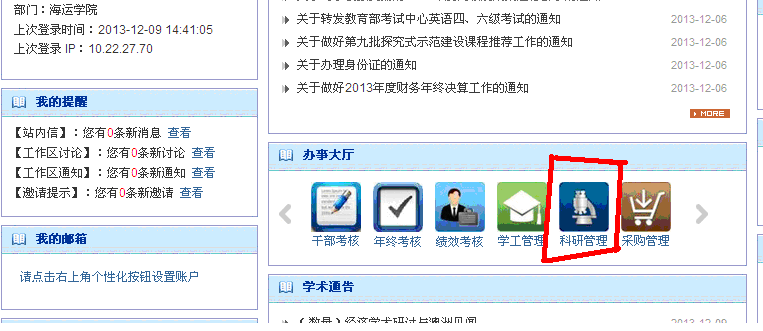 部门：海运学院
上次登录时间：2013-12-09 14:41:05
上次登录 IP：10.22.27.70
我的提醒
【站内信】：您有0条新消息 查看
【工作区讨论】：您有0条新讨论 查看
【工作区通知】：您有0条新通知 查看
【邀请提示】：您有0条新邀请 查看
我的邮箱
请点击右上角个性化按钮设置账户
关于转发教育部考试中心英语四、六级考试的通知 2013-12-06
关于做好第九批探究式示范建设课程推荐工作的通知 2013-12-06
关于办理身份证的通知 2013-12-06
关于做好2013年度财务年终决算工作的通知 2013-12-06
MORE
办事大厅
干部考核 年终考核 绩效考核 学工管理 科研管理 采购管理
学术通告
2013-12-09